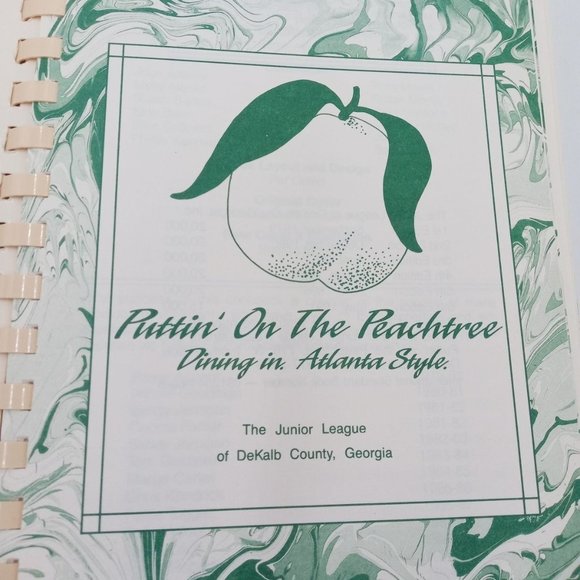 Puttin' On The Peachtree
Dining in. Atlanta Style.
The Junior League
of DeKalb County, Georgia